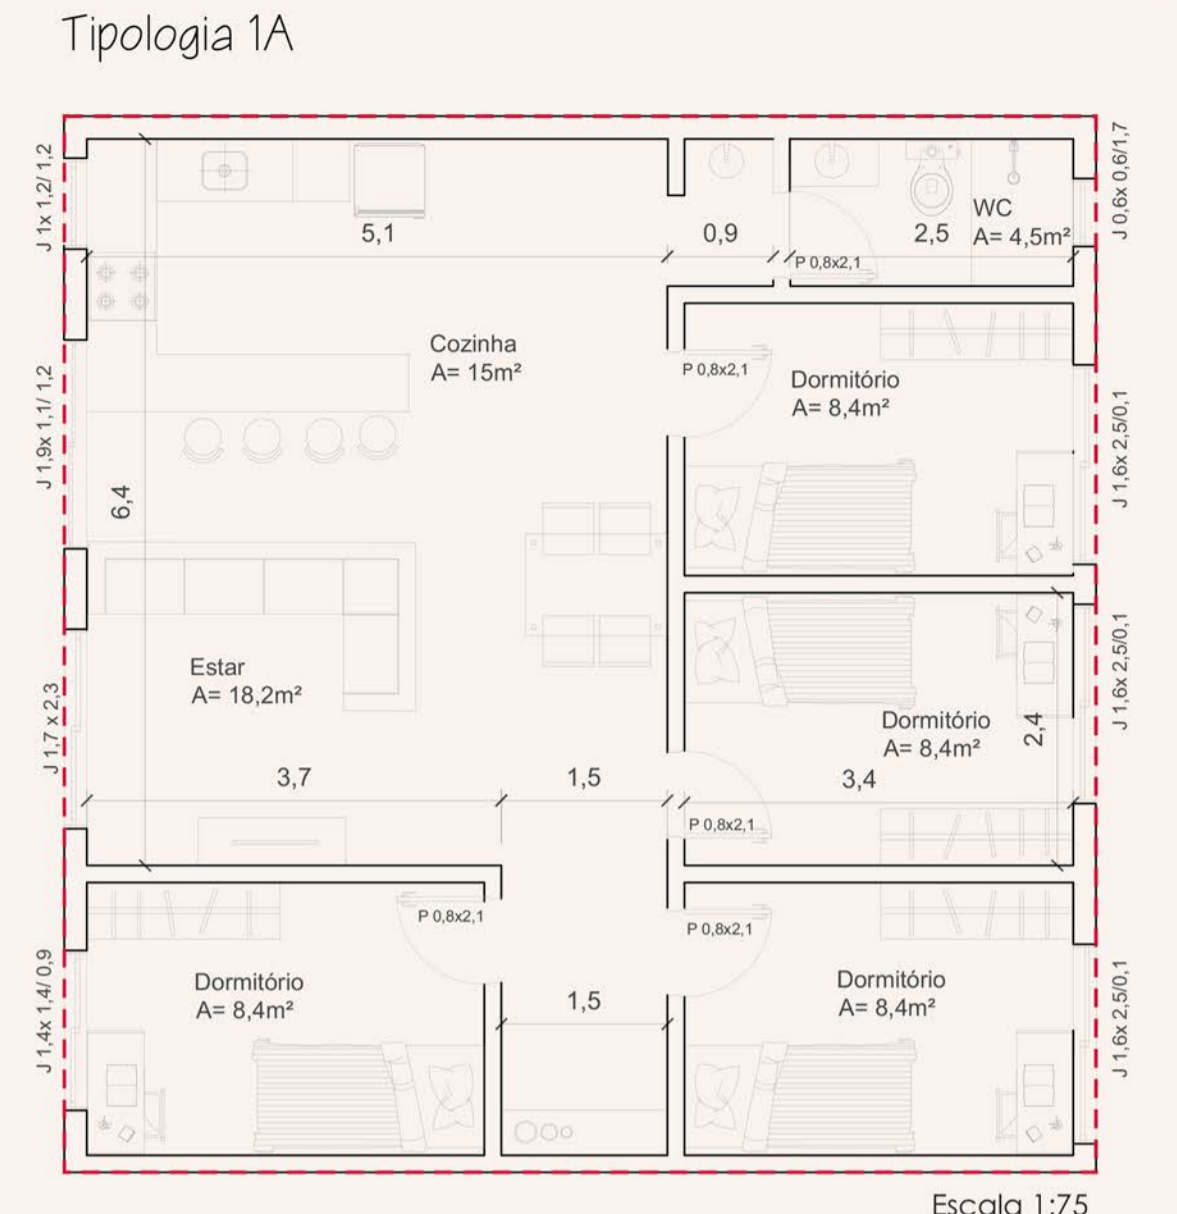 Tipologia 1A
J 1x 1,2/ 1,2
J 0,6x 0,6/1,7
5,1
0,9
2,5
WC
A= 4,5m²
P 0,8x2,1
Cozinha
A= 15m²
P 0,8x2,1
Dormitório
A= 8,4m²
J 1,9x 1,1/ 1,2
J 1,6x 2,5/0,1
6,4
Estar
A= 18,2m²
J 1,7 x 2,3
J 1,6x 2,5/0,1
Dormitório
A= 8,4m²
2,4
3,7
1,5
3,4
P 0,8x2,1
P 0,8x2,1
P 0,8x2,1
Dormitório
A= 8,4m²
1,5
Dormitório
A= 8,4m²
J 1,4x 1,4/ 0,9
J 1,6x 2,5/0,1
Escala 1:75